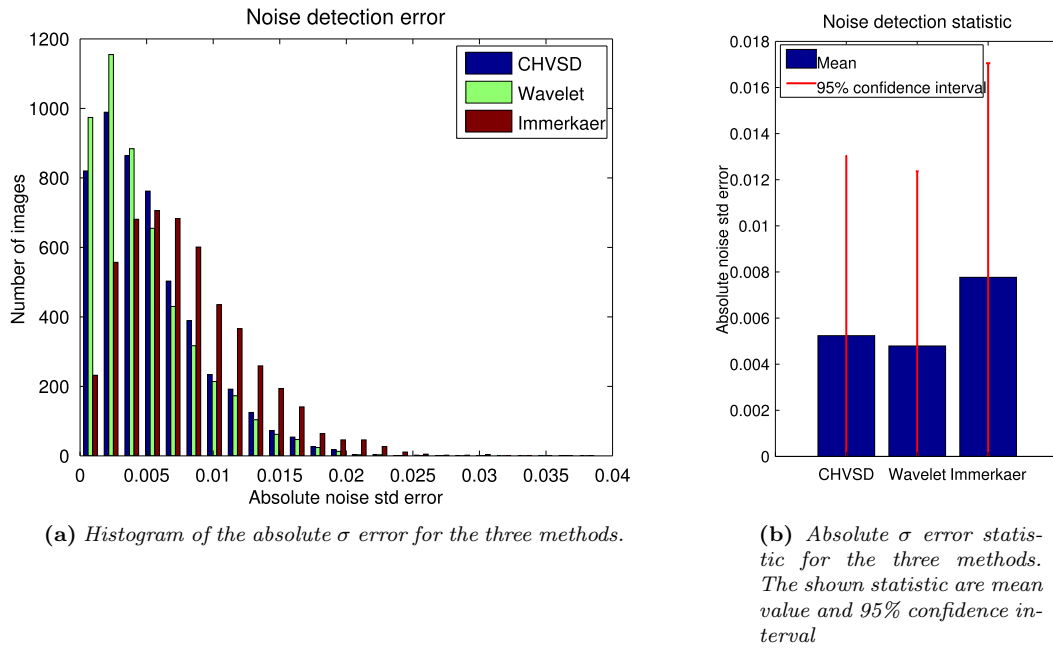 Noise detection error
1200
1000
800
600
400
200
0
Number of images
CHVSD
Wavelet
Immerkaer
0
0.005
0.01
0.015
0.02
0.025
0.03
0.035
0.04
Absolute noise std error
(a) Histogram of the absolute σ error for the three methods.
Noise detection statistic
0.018
0.016
0.014
0.012
0.01
0.008
0.006
0.004
0.002
0
Absolute noise std error
Mean
95% confidence interval
CHVSD
Wavelet
Immerkaer
(b) Absolute σ error statis-
tic for the three methods.
The shown statistic are mean
value and 95% confidence in-
terval